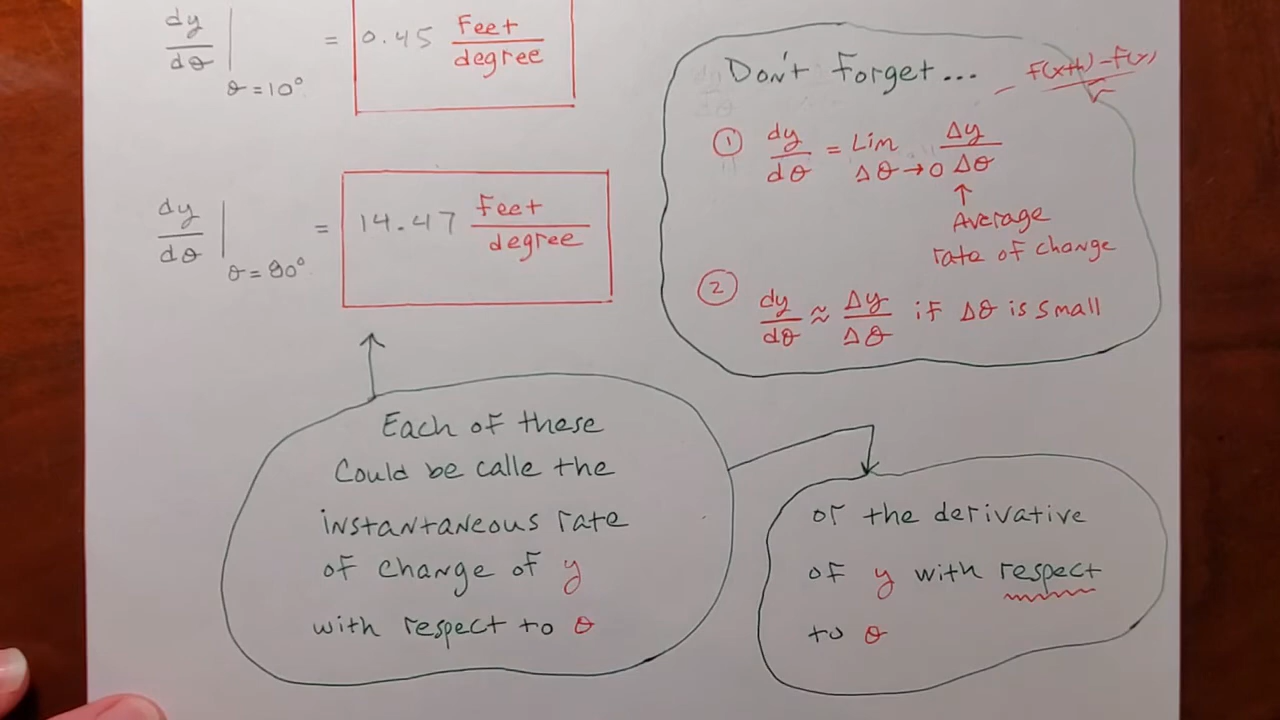 dy/dθ | θ=10° = 0.45 Feet/degree
dy/dθ | θ=80° = 14.47 Feet/degree
Don't Forget...
F(x+h)-f(x)
① dy/dθ = Lim Δθ→0 Δy/Δθ
↑
Average
rate of change
② dy/dθ ≈ Δy/Δθ if Δθ is small
Each of these
Could be calle the
instantaneous rate
of change of y
with respect to θ
or the derivative
of y with respect
to θ